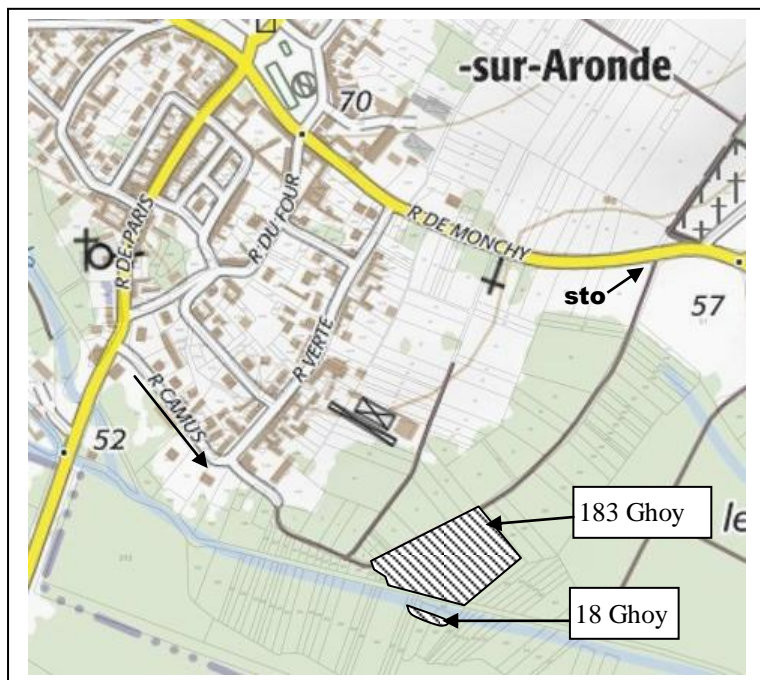 -sur-Aronde
70
R DE PARIS
R DU FOUR
R DE MONCHY
sto
57
R VERTE
R CAMUS
52
183 Ghoy
le
18 Ghoy